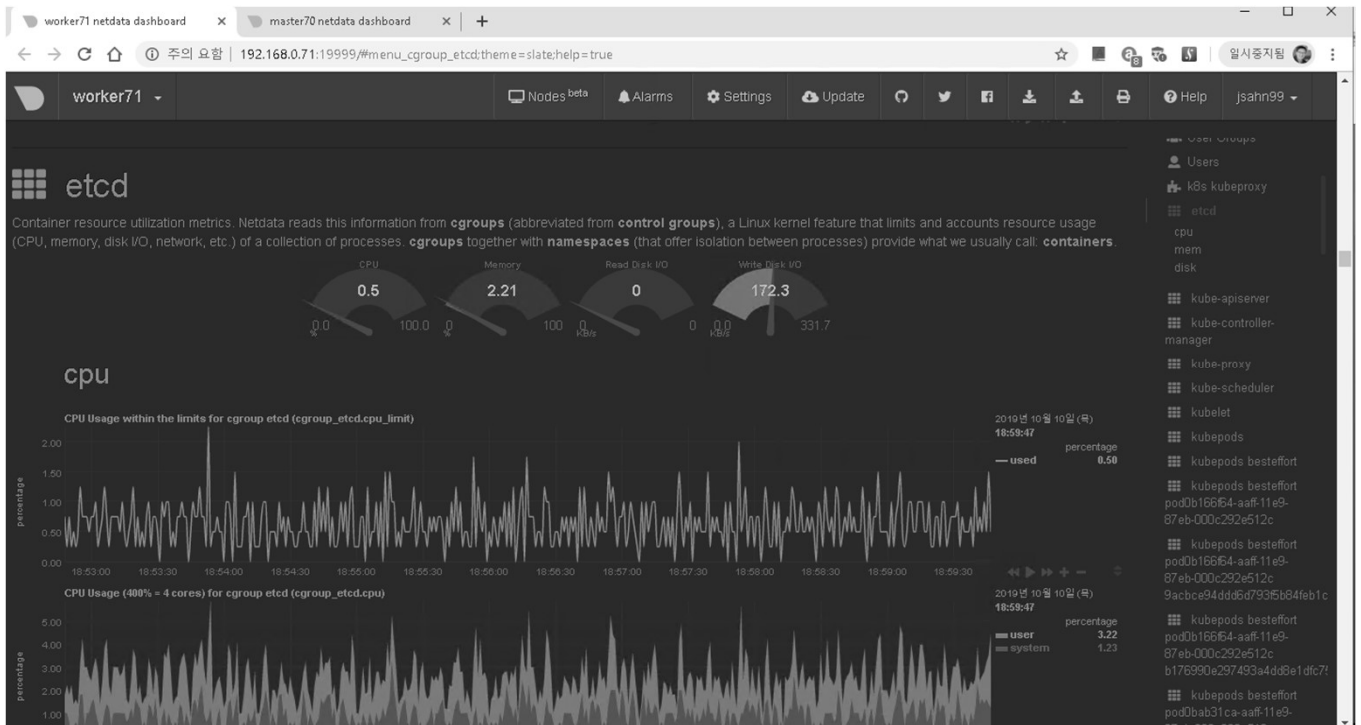 worker71 netdata dashboard
master70 netdata dashboard
주의 요함 | 192.168.0.71:19999/#menu_cgroup_etcd;theme=slate;help=true
일시중지됨
worker71
Nodes beta
Alarms
Settings
Update
Help
jsahn99
etcd
Container resource utilization metrics. Netdata reads this information from cgroups (abbreviated from control groups), a Linux kernel feature that limits and accounts resource usage
(CPU, memory, disk I/O, network, etc.) of a collection of processes. cgroups together with namespaces (that offer isolation between processes) provide what we usually call: containers.
CPU
0.5
0.0
100.0
%
Memory
2.21
0
100
%
Read Disk I/O
0
0
0
KB/s
Write Disk I/O
172.3
0.0
331.7
KB/s
cpu
CPU Usage within the limits for cgroup etcd (cgroup_etcd.cpu_limit)
percentage
2.00
1.50
1.00
0.50
0.00
18:53:00 18:53:30 18:54:00 18:54:30 18:55:00 18:55:30 18:56:00 18:56:30 18:57:00 18:57:30 18:58:00 18:58:30 18:59:00 18:59:30
2019년 10월 10일 (목)
18:59:47
percentage
used 0.50
CPU Usage (400% = 4 cores) for cgroup etcd (cgroup_etcd.cpu)
percentage
5.00
4.00
3.00
2.00
1.00
2019년 10월 10일 (목)
18:59:47
percentage
user 3.22
system 1.23
User Groups
Users
k8s kubeproxy
etcd
cpu
mem
disk
kube-apiserver
kube-controller-
manager
kube-proxy
kube-scheduler
kubelet
kubepods
kubepods besteffort
kubepods besteffort
pod0b166f64-aaff-11e9-
87eb-000c292e512c
kubepods besteffort
pod0b166f64-aaff-11e9-
87eb-000c292e512c
9acbce94ddd6d793f5b84feb1c
kubepods besteffort
pod0b166f64-aaff-11e9-
87eb-000c292e512c
b176990e297493a4dd8e1dfc75
kubepods besteffort
pod0bab31ca-aaff-11e9-